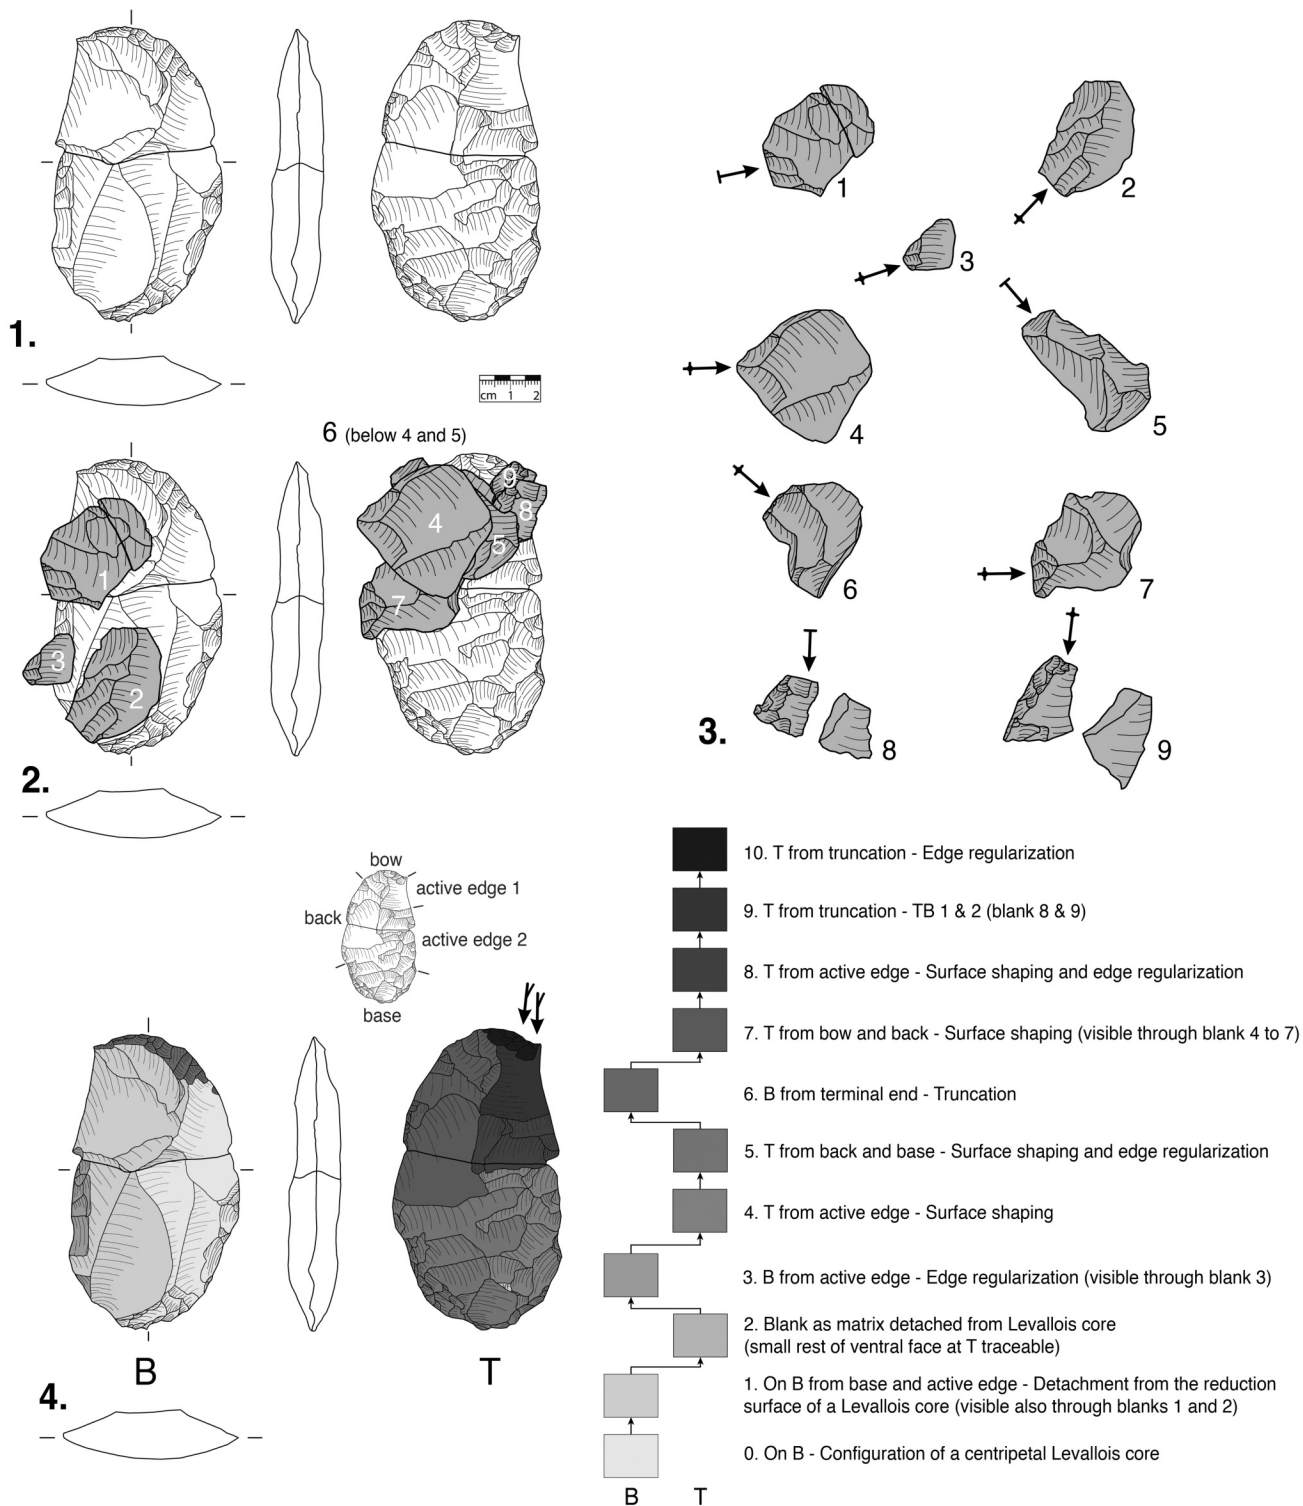 1.
cm 1 2
6 (below 4 and 5)
1
2
3
4
5
7
8
9
2.
1
2
3
4
5
6
7
8
9
3.
bow
active edge 1
back
active edge 2
base
B
T
4.
10. T from truncation - Edge regularization
9. T from truncation - TB 1 & 2 (blank 8 & 9)
8. T from active edge - Surface shaping and edge regularization
7. T from bow and back - Surface shaping (visible through blank 4 to 7)
6. B from terminal end - Truncation
5. T from back and base - Surface shaping and edge regularization
4. T from active edge - Surface shaping
3. B from active edge - Edge regularization (visible through blank 3)
2. Blank as matrix detached from Levallois core
(small rest of ventral face at T traceable)
1. On B from base and active edge - Detachment from the reduction
surface of a Levallois core (visible also through blanks 1 and 2)
0. On B - Configuration of a centripetal Levallois core
B T